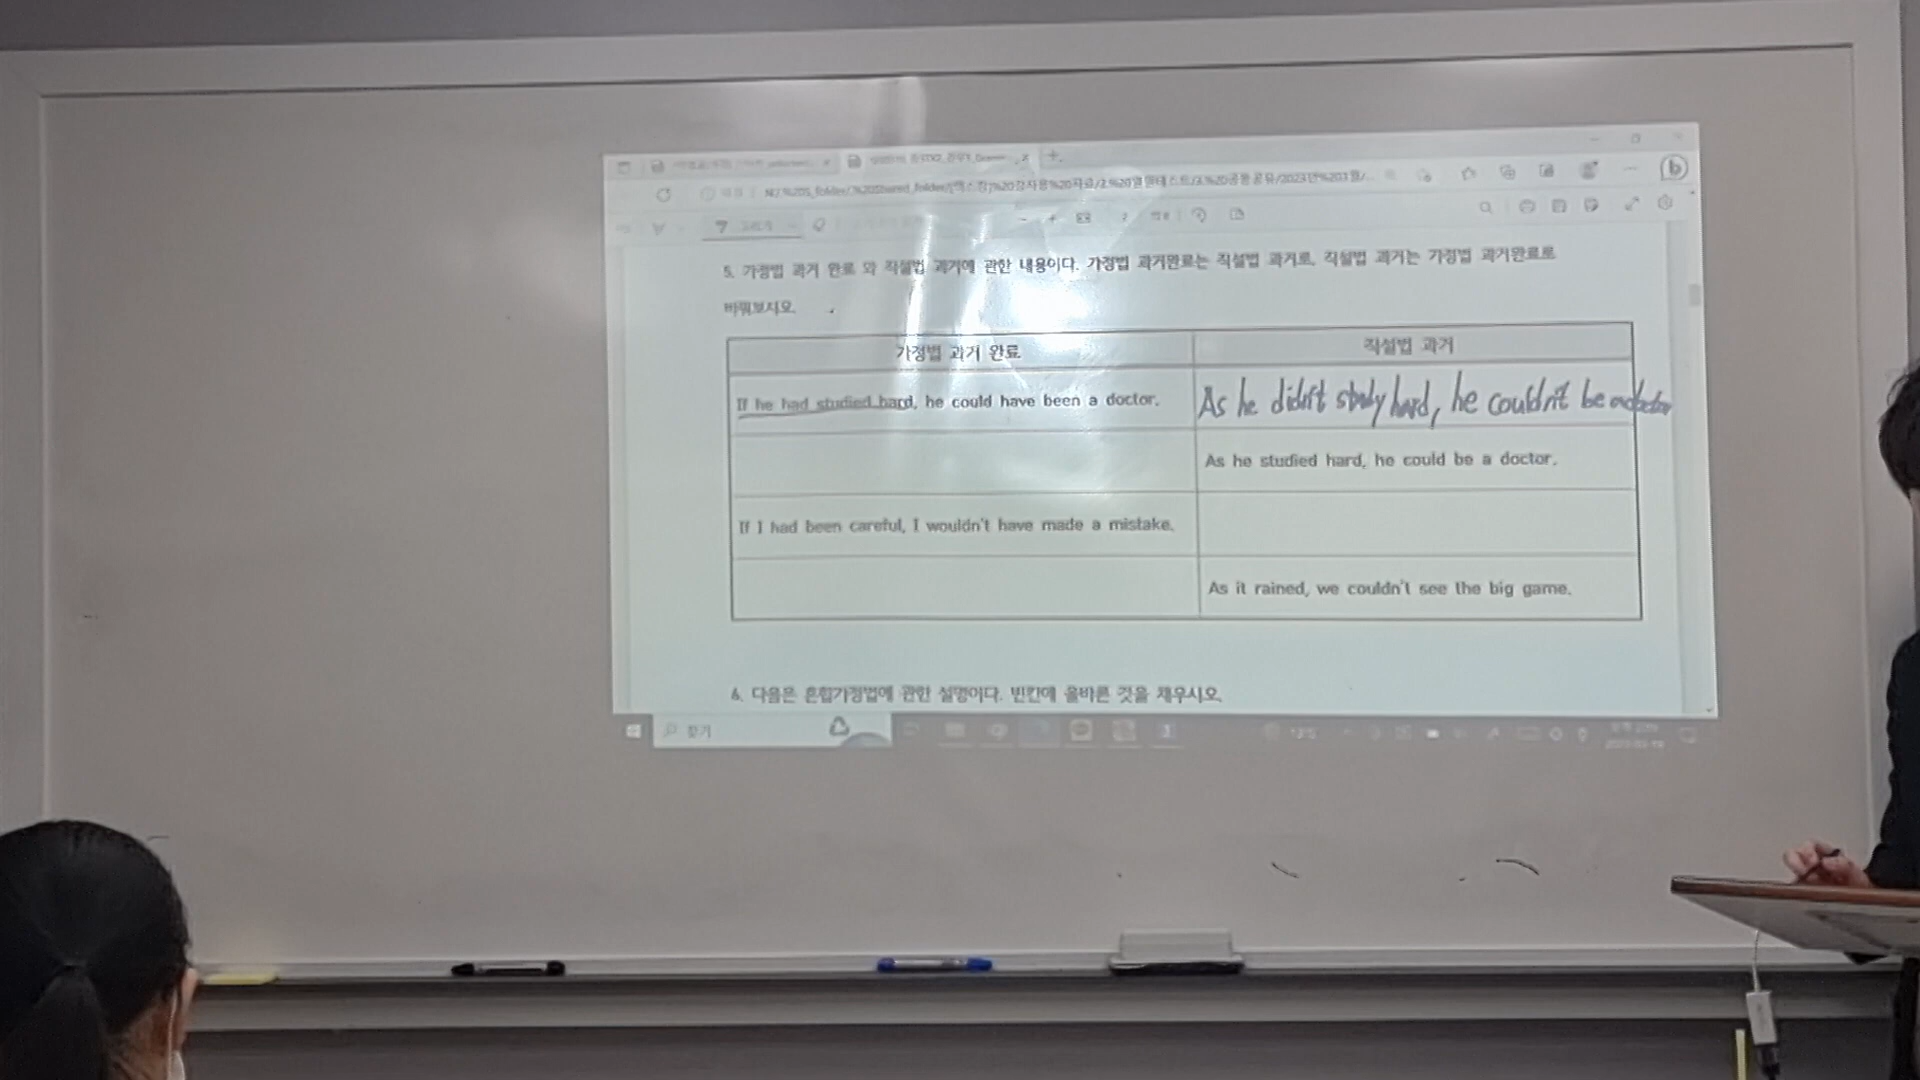 5. 가정법 과거 완료 와 직설법 과거에 관한 내용이다. 가정법 과거완료는 직설법 과거로, 직설법 과거는 가정법 과거완료로
바꿔보시오.
가정법 과거 완료
직설법 과거
If he had studied hard, he could have been a doctor.
As he didn't study hard, he couldn't be a doctor
As he studied hard, he could be a doctor.
If I had been careful, I wouldn't have made a mistake.
As it rained, we couldn't see the big game.
6. 다음은 혼합가정법에 관한 설명이다. 빈칸에 올바른 것을 채우시오.
찾기